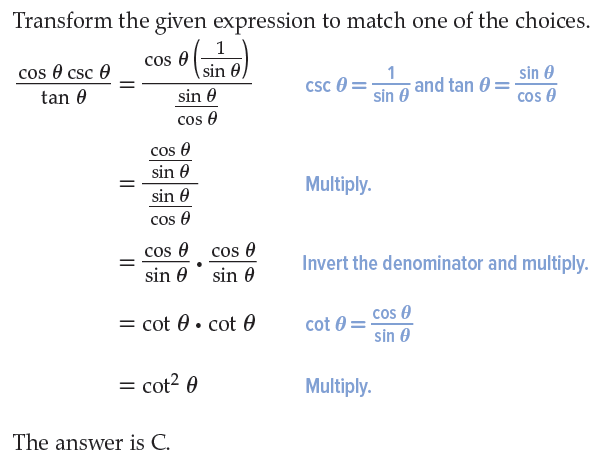 Transform the given expression to match one of the choices.
cos θ csc θ / tan θ = cos θ (1 / sin θ) / (sin θ / cos θ) csc θ = 1 / sin θ and tan θ = sin θ / cos θ
= (cos θ / sin θ) / (sin θ / cos θ) Multiply.
= cos θ / sin θ · cos θ / sin θ Invert the denominator and multiply.
= cot θ · cot θ cot θ = cos θ / sin θ
= cot² θ Multiply.
The answer is C.